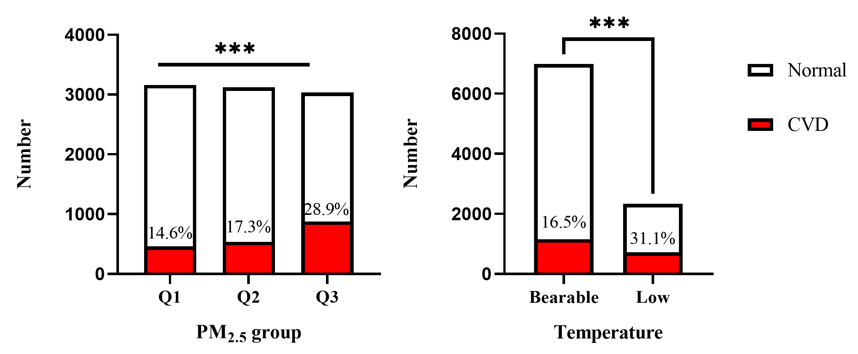 ***
4000
3000
2000
1000
0
Number
14.6%
17.3%
28.9%
Q1
Q2
Q3
PM2.5 group
***
8000
6000
4000
2000
0
Number
16.5%
31.1%
Bearable
Low
Temperature
Normal
CVD